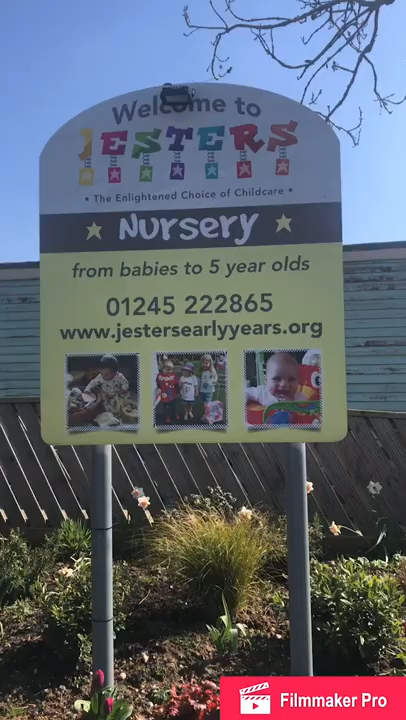 Welcome to
JESTERS
• The Enlightened Choice of Childcare •
Nursery
from babies to 5 year olds
01245 222865
www.jestersearlyyears.org
Filmmaker Pro